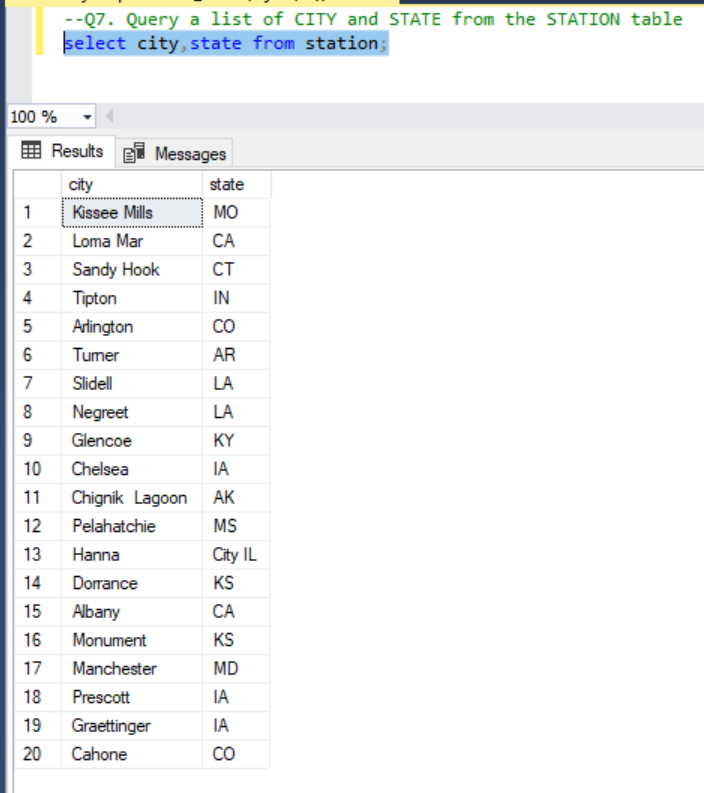 --Q7. Query a list of CITY and STATE from the STATION table
select city,state from station;
100 %
Results Messages
city state
1 Kissee Mills MO
2 Loma Mar CA
3 Sandy Hook CT
4 Tipton IN
5 Arlington CO
6 Turner AR
7 Slidell LA
8 Negreet LA
9 Glencoe KY
10 Chelsea IA
11 Chignik  Lagoon AK
12 Pelahatchie MS
13 Hanna City IL
14 Dorrance KS
15 Albany CA
16 Monument KS
17 Manchester MD
18 Prescott IA
19 Graettinger IA
20 Cahone CO